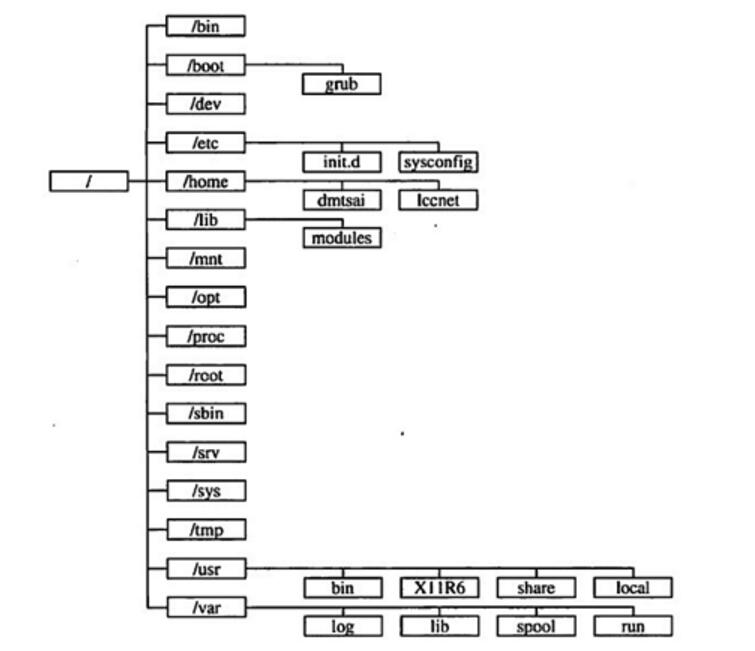 /bin
/boot
grub
/dev
/etc
init.d sysconfig
/ /home
dmtsai lccnet
/lib
modules
/mnt
/opt
/proc
/root
/sbin
/srv
/sys
/tmp
/usr
bin X11R6 share local
/var
log lib spool run